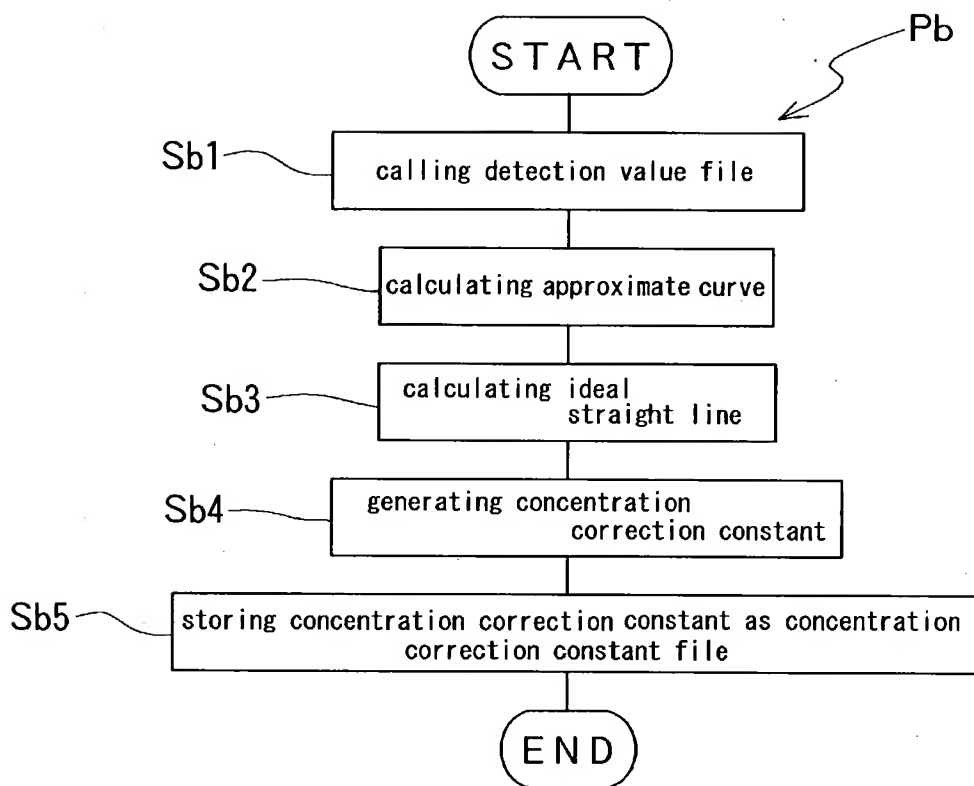 START
Pb
Sb1
calling detection value file
Sb2
calculating approximate curve
Sb3
calculating ideal
straight line
Sb4
generating concentration
correction constant
Sb5
storing concentration correction constant as concentration
correction constant file
END